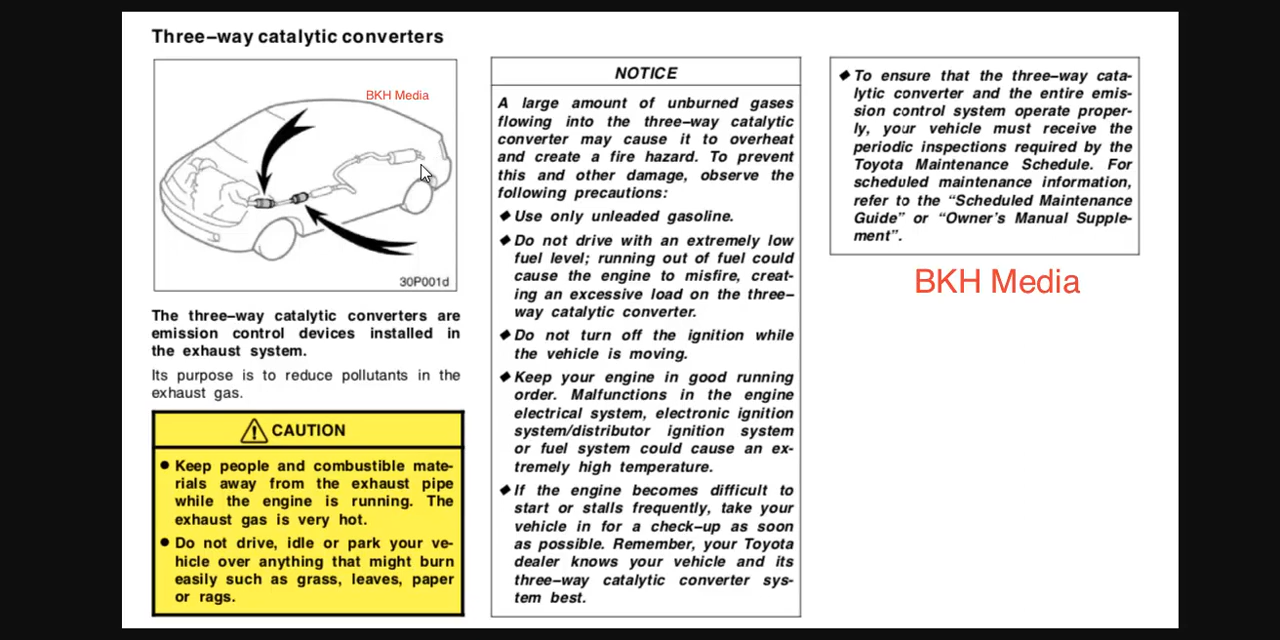 Three–way catalytic converters
BKH Media
30P001d
The three–way catalytic converters are
emission control devices installed in
the exhaust system.
Its purpose is to reduce pollutants in the
exhaust gas.
CAUTION
● Keep people and combustible mate-
rials away from the exhaust pipe
while the engine is running. The
exhaust gas is very hot.
● Do not drive, idle or park your ve-
hicle over anything that might burn
easily such as grass, leaves, paper
or rags.
NOTICE
A large amount of unburned gases
flowing into the three–way catalytic
converter may cause it to overheat
and create a fire hazard. To prevent
this and other damage, observe the
following precautions:
◆ Use only unleaded gasoline.
◆ Do not drive with an extremely low
fuel level; running out of fuel could
cause the engine to misfire, creat-
ing an excessive load on the three–
way catalytic converter.
◆ Do not turn off the ignition while
the vehicle is moving.
◆ Keep your engine in good running
order. Malfunctions in the engine
electrical system, electronic ignition
system/distributor ignition system
or fuel system could cause an ex-
tremely high temperature.
◆ If the engine becomes difficult to
start or stalls frequently, take your
vehicle in for a check–up as soon
as possible. Remember, your Toyota
dealer knows your vehicle and its
three–way catalytic converter sys-
tem best.
◆ To ensure that the three–way cata-
lytic converter and the entire emis-
sion control system operate proper-
ly, your vehicle must receive the
periodic inspections required by the
Toyota Maintenance Schedule. For
scheduled maintenance information,
refer to the “Scheduled Maintenance
Guide” or “Owner’s Manual Supple-
ment”.
BKH Media